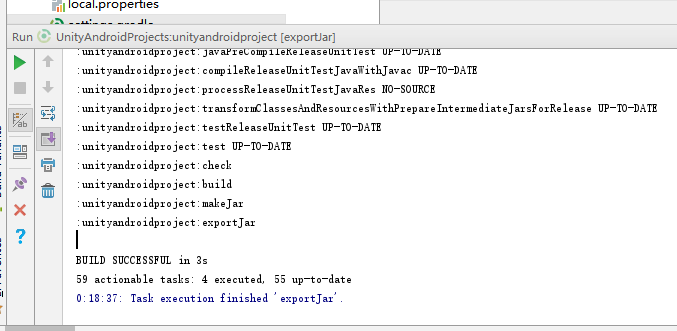 local.properties
settings.gradle
Run UnityAndroidProjects:unityandroidproject [exportJar]
:unityandroidproject:javaPreCompileReleaseUnitTest UP-TO-DATE
:unityandroidproject:compileReleaseUnitTestJavaWithJavac UP-TO-DATE
:unityandroidproject:processReleaseUnitTestJavaRes NO-SOURCE
:unityandroidproject:transformClassesAndResourcesWithPrepareIntermediateJarsForRelease UP-TO-DATE
:unityandroidproject:testReleaseUnitTest UP-TO-DATE
:unityandroidproject:test UP-TO-DATE
:unityandroidproject:check
:unityandroidproject:build
:unityandroidproject:makeJar
:unityandroidproject:exportJar
BUILD SUCCESSFUL in 3s
59 actionable tasks: 4 executed, 55 up-to-date
0:18:37: Task execution finished 'exportJar'.